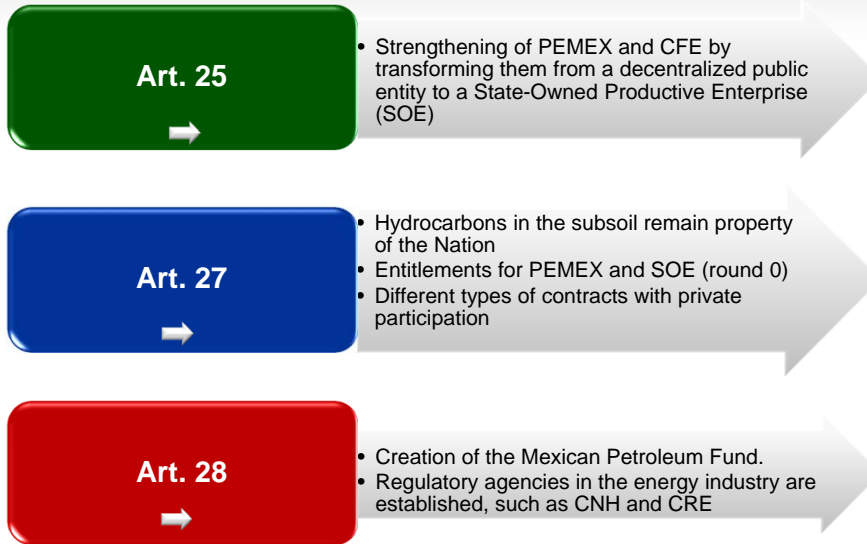 Art. 25
• Strengthening of PEMEX and CFE by
transforming them from a decentralized public
entity to a State-Owned Productive Enterprise
(SOE)
Art. 27
• Hydrocarbons in the subsoil remain property
of the Nation
• Entitlements for PEMEX and SOE (round 0)
• Different types of contracts with private
participation
Art. 28
• Creation of the Mexican Petroleum Fund.
• Regulatory agencies in the energy industry are
established, such as CNH and CRE